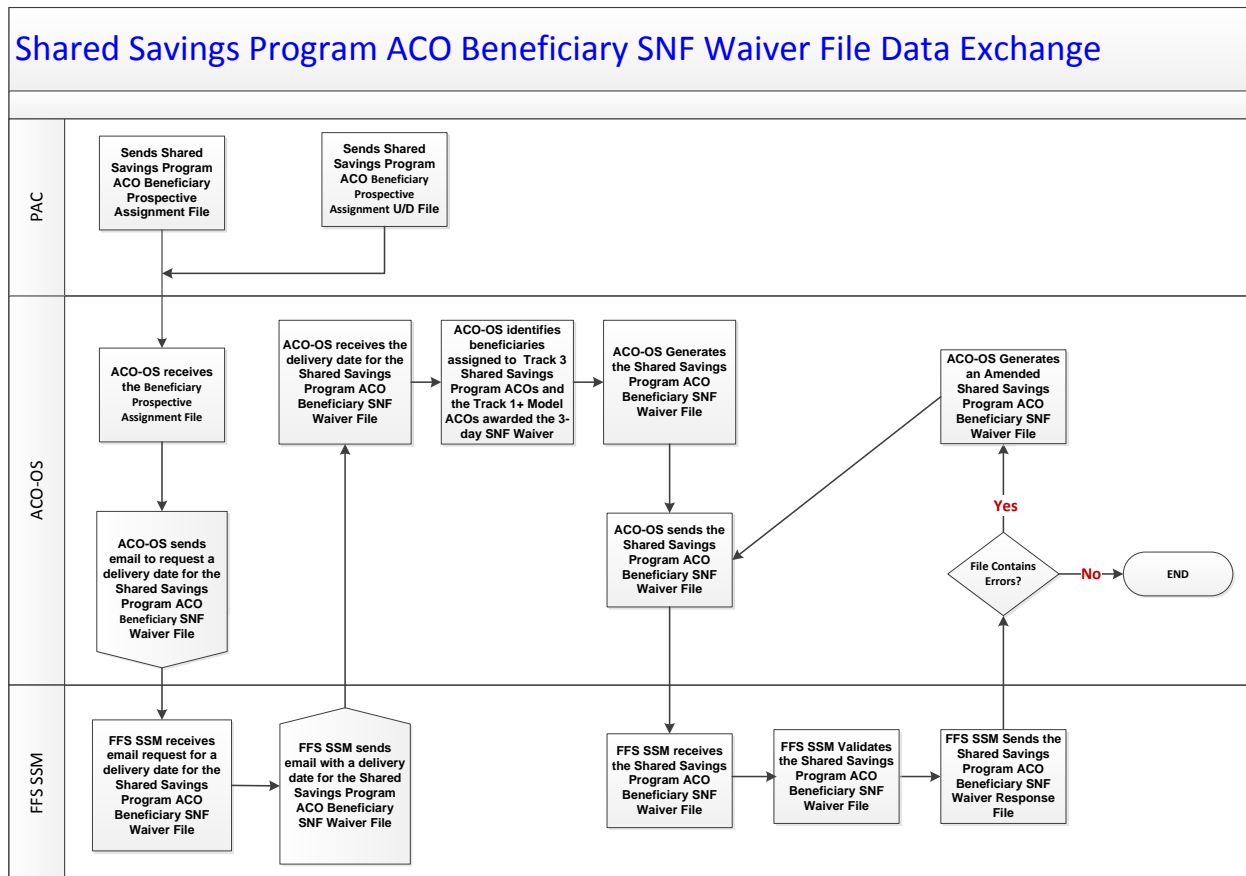 Shared Savings Program ACO Beneficiary SNF Waiver File Data Exchange
PAC
Sends Shared
Savings Program
ACO Beneficiary
Prospective
Assignment File
Sends Shared
Savings Program
ACO Beneficiary
Prospective
Assignment U/D File
ACO-OS
ACO-OS receives
the Beneficiary
Prospective
Assignment File
ACO-OS sends
email to request a
delivery date for the
Shared Savings
Program ACO
Beneficiary SNF
Waiver File
ACO-OS receives the
delivery date for the
Shared Savings
Program ACO
Beneficiary SNF
Waiver File
ACO-OS identifies
beneficiaries
assigned to Track 3
Shared Savings
Program ACOs and
the Track 1+ Model
ACOs awarded the 3-
day SNF Waiver
ACO-OS Generates
the Shared Savings
Program ACO
Beneficiary SNF
Waiver File
ACO-OS sends the
Shared Savings
Program ACO
Beneficiary SNF
Waiver File
ACO-OS Generates
an Amended
Shared Savings
Program ACO
Beneficiary SNF
Waiver File
Yes
File Contains
Errors?
No
END
FFS SSM
FFS SSM receives
email request for a
delivery date for the
Shared Savings
Program ACO
Beneficiary SNF
Waiver File
FFS SSM sends
email with a delivery
date for the Shared
Savings Program
ACO Beneficiary
SNF Waiver File
FFS SSM receives
the Shared Savings
Program ACO
Beneficiary SNF
Waiver File
FFS SSM Validates
the Shared Savings
Program ACO
Beneficiary SNF
Waiver File
FFS SSM Sends the
Shared Savings
Program ACO
Beneficiary SNF
Waiver Response
File